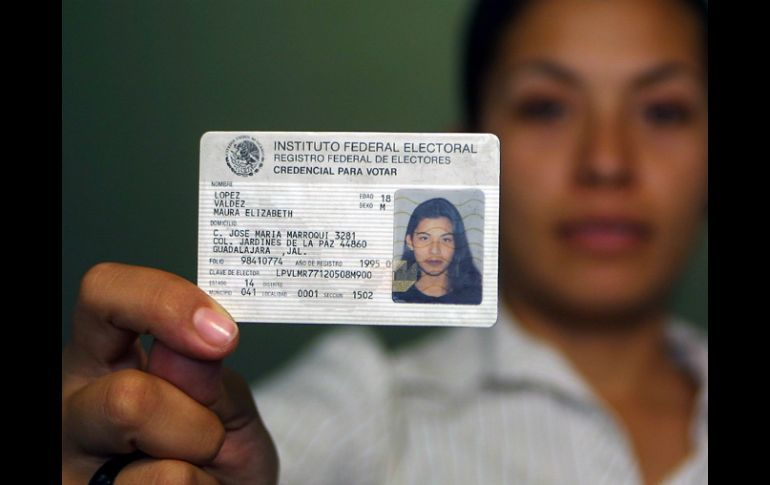 INSTITUTO FEDERAL ELECTORAL
REGISTRO FEDERAL DE ELECTORES
CREDENCIAL PARA VOTAR
NOMBRE
LOPEZ
VALDEZ
MAURA ELIZABETH
EDAD 18
SEXO M
DOMICILIO
C. JOSE MARIA MARROQUI 3281
COL. JARDINES DE LA PAZ 44860
GUADALAJARA , JAL.
FOLIO 98410774 AÑO DE REGISTRO 1995 0
CLAVE DE ELECTOR LPVLMR77120508M900
ESTADO 14 DISTRITO
MUNICIPIO 041 LOCALIDAD 0001 SECCION 1502